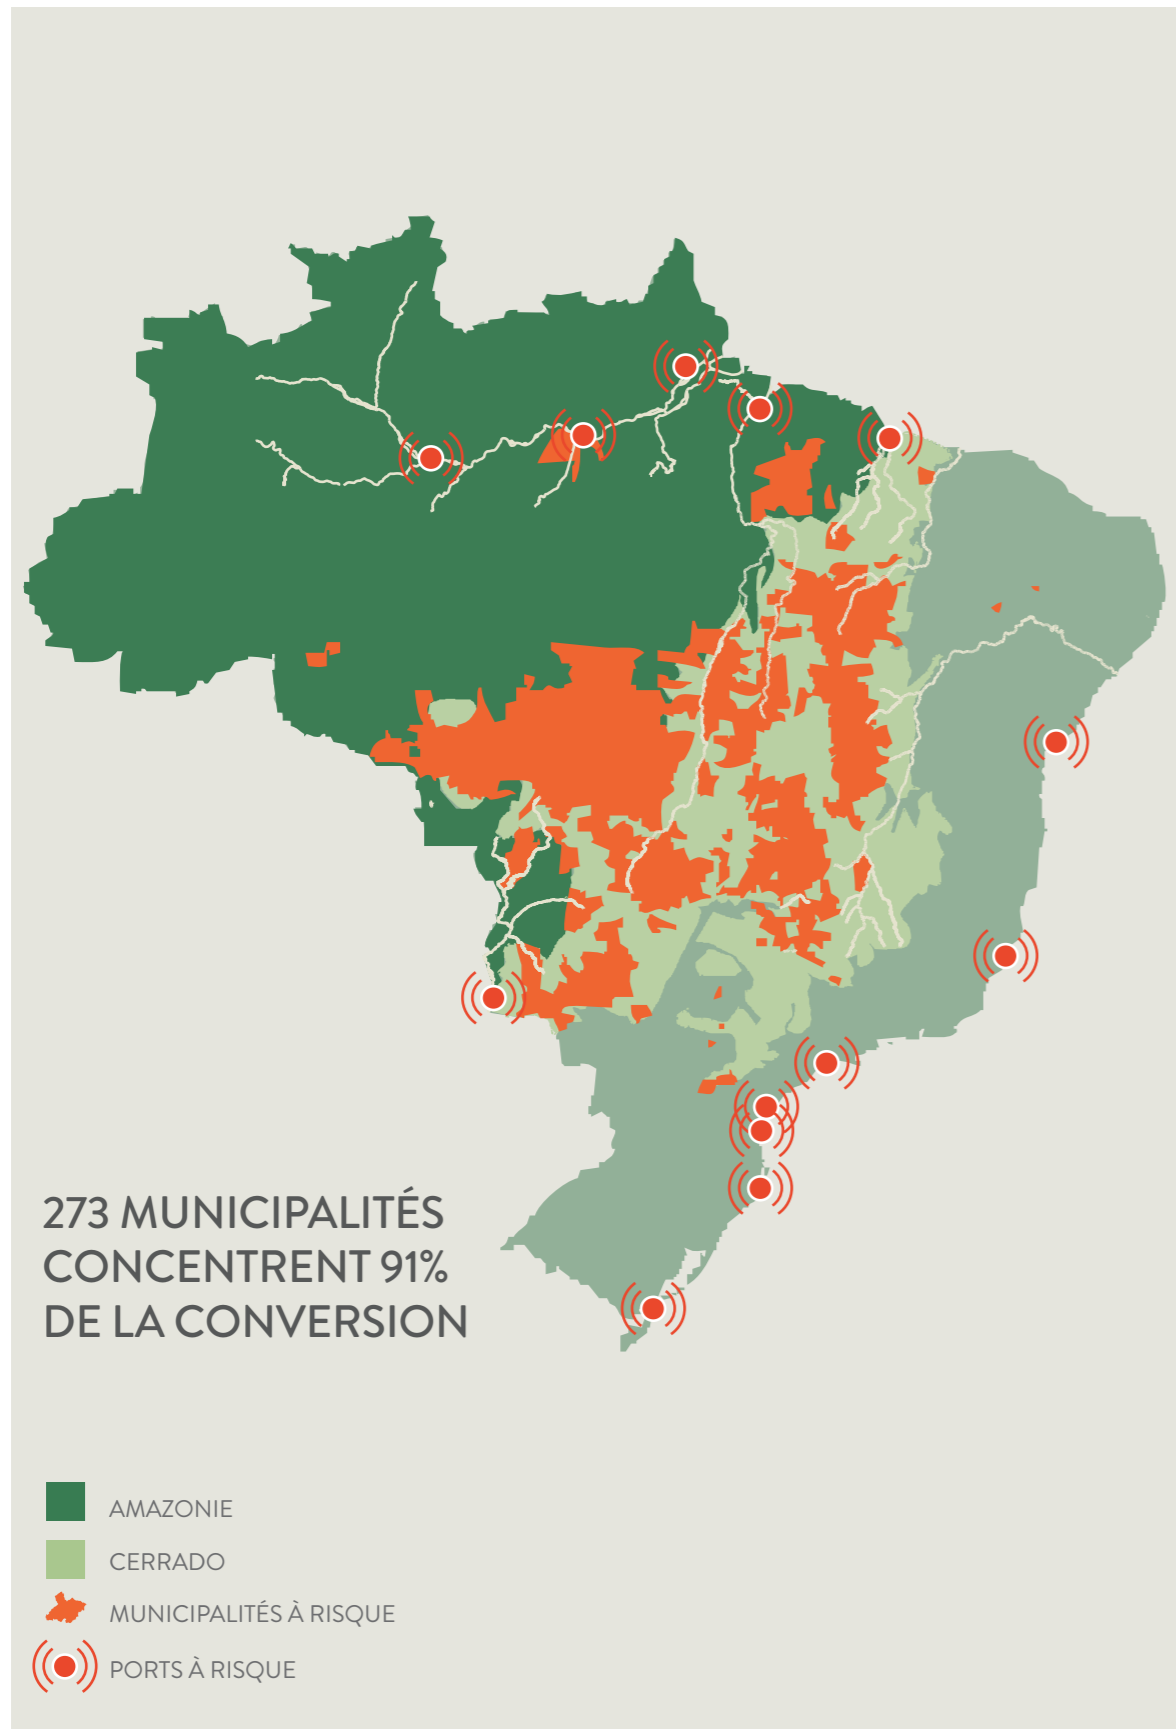 273 MUNICIPALITÉS
CONCENTRENT 91%
DE LA CONVERSION
AMAZONIE
CERRADO
MUNICIPALITÉS À RISQUE
PORTS À RISQUE